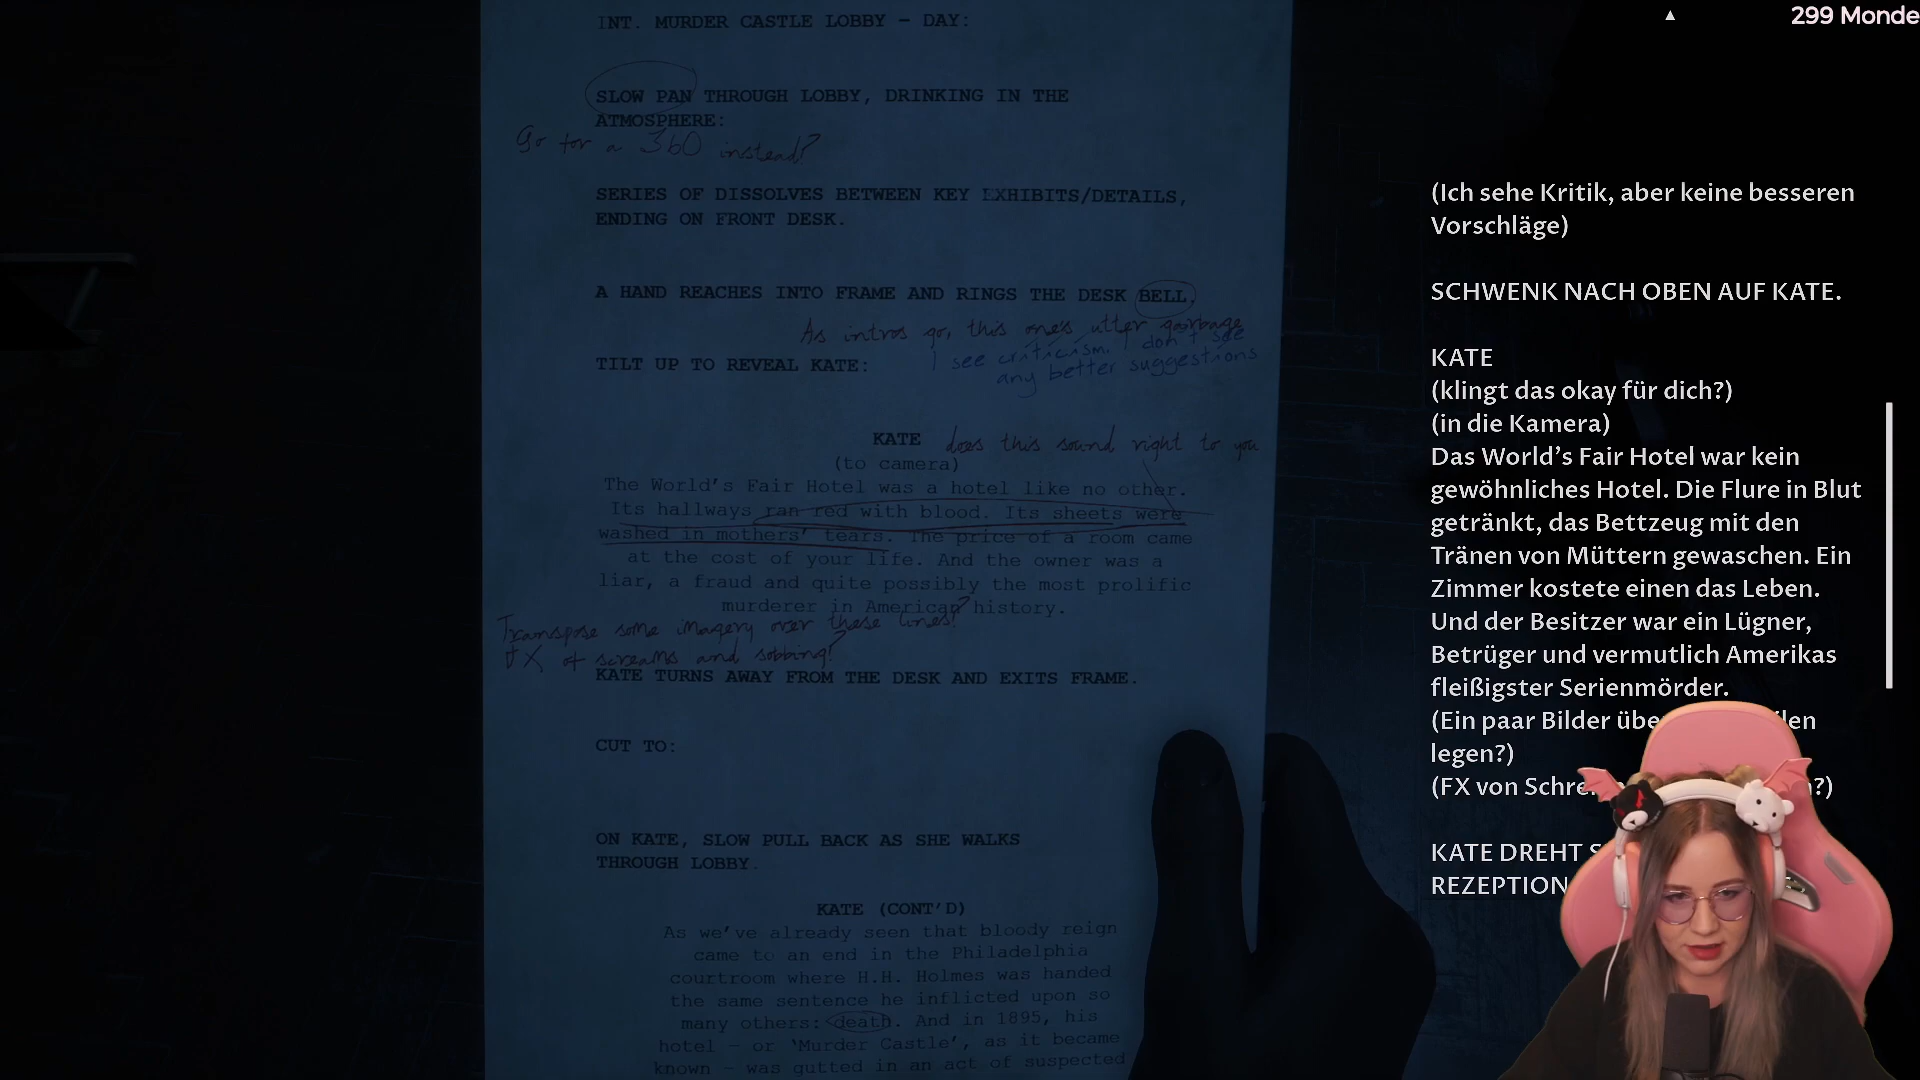 INT. MURDER CASTLE LOBBY – DAY:
SLOW PAN THROUGH LOBBY, DRINKING IN THE
ATMOSPHERE:
Go for a 360 instead?
SERIES OF DISSOLVES BETWEEN KEY EXHIBITS/DETAILS,
ENDING ON FRONT DESK.
A HAND REACHES INTO FRAME AND RINGS THE DESK BELL.
As intros go, this one's utter garbage
I see criticism. I don't see
any better suggestions
TILT UP TO REVEAL KATE:
KATE does this sound right to you
(to camera)
The World's Fair Hotel was a hotel like no other.
Its hallways ran red with blood. Its sheets were
washed in mothers' tears. The price of a room came
at the cost of your life. And the owner was a
liar, a fraud and quite possibly the most prolific
murderer in American history.
Transpose some imagery over these lines?
FX of screams and sobbing?
KATE TURNS AWAY FROM THE DESK AND EXITS FRAME.
CUT TO:
ON KATE, SLOW PULL BACK AS SHE WALKS
THROUGH LOBBY.
KATE (CONT'D)
As we've already seen that bloody reign
came to an end in the Philadelphia
courtroom where H.H. Holmes was handed
the same sentence he inflicted upon so
many others: death. And in 1895, his
hotel – or 'Murder Castle', as it became
known – was gutted in an act of suspected
299 Monde
(Ich sehe Kritik, aber keine besseren
Vorschläge)
SCHWENK NACH OBEN AUF KATE.
KATE
(klingt das okay für dich?)
(in die Kamera)
Das World's Fair Hotel war kein
gewöhnliches Hotel. Die Flure in Blut
getränkt, das Bettzeug mit den
Tränen von Müttern gewaschen. Ein
Zimmer kostete einen das Leben.
Und der Besitzer war ein Lügner,
Betrüger und vermutlich Amerikas
fleißigster Serienmörder.
(Ein paar Bilder
legen?)
(FX von
KATE DREHT
REZEPTION